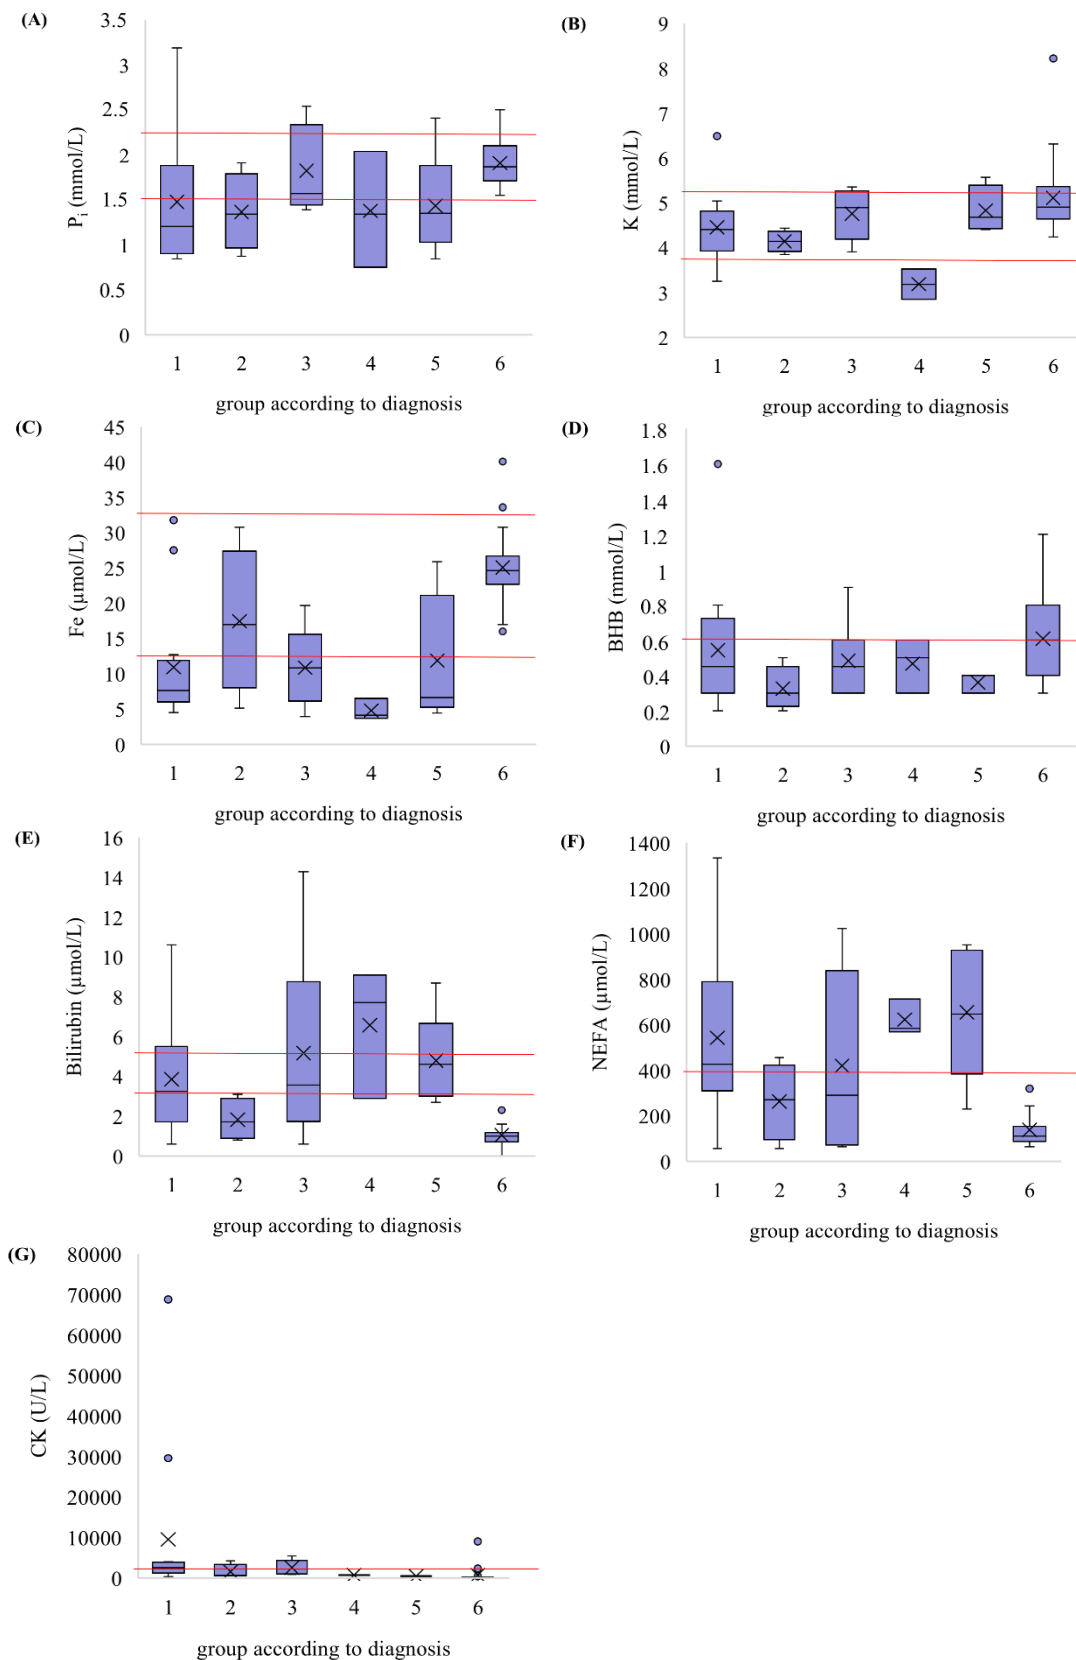 (A)
P_i (mmol/L)
3.5
3
2.5
2
1.5
1
0.5
0
1 2 3 4 5 6
group according to diagnosis
(B)
K (mmol/L)
9
8
7
6
5
4
3
2
1 2 3 4 5 6
group according to diagnosis
(C)
Fe (µmol/L)
45
40
35
30
25
20
15
10
5
0
1 2 3 4 5 6
group according to diagnosis
(D)
BHB (mmol/L)
1.8
1.6
1.4
1.2
1
0.8
0.6
0.4
0.2
0
1 2 3 4 5 6
group according to diagnosis
(E)
Bilirubin (µmol/L)
16
14
12
10
8
6
4
2
0
1 2 3 4 5 6
group according to diagnosis
(F)
NEFA (µmol/L)
1400
1200
1000
800
600
400
200
0
1 2 3 4 5 6
group according to diagnosis
(G)
CK (U/L)
80000
70000
60000
50000
40000
30000
20000
10000
0
1 2 3 4 5 6
group according to diagnosis